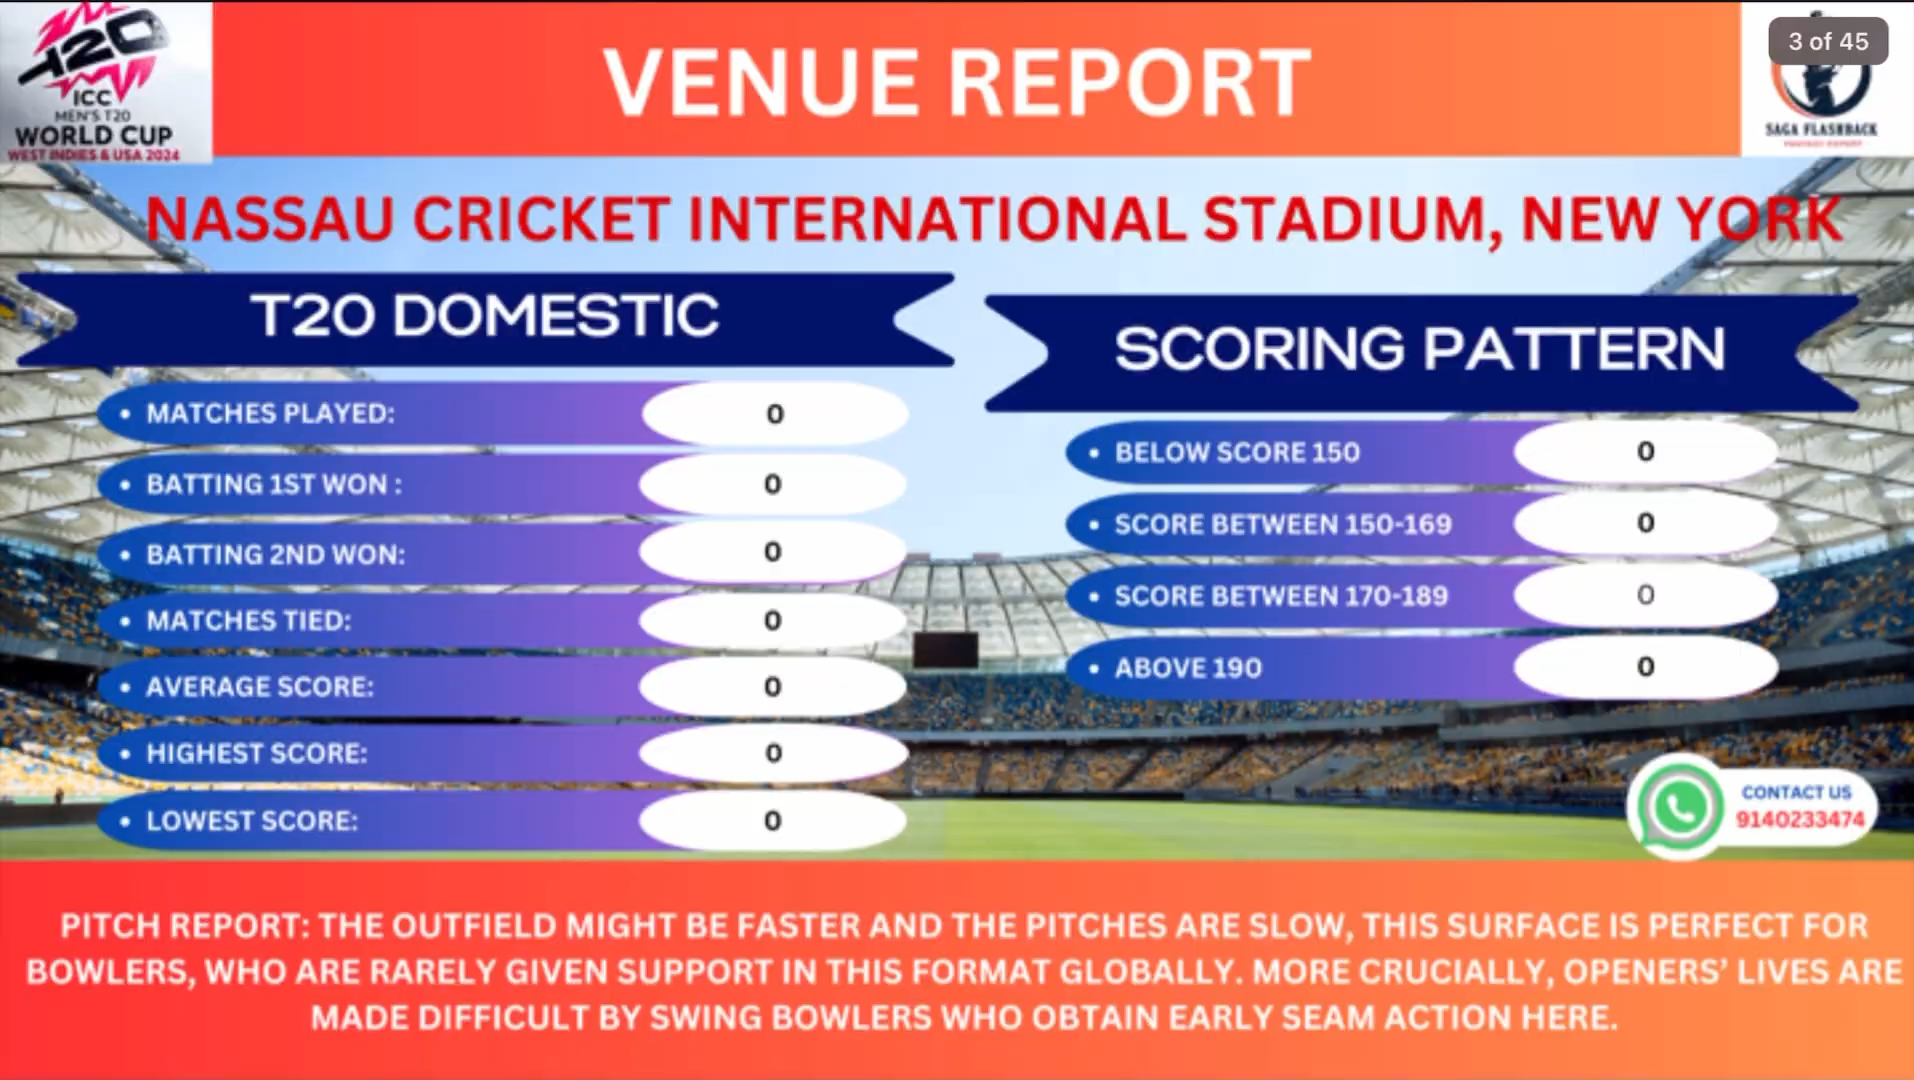 T20
ICC
MEN'S T20
WORLD CUP
WEST INDIES & USA 2024
VENUE REPORT
3 of 45
SAGA FLASHBACK
NASSAU CRICKET INTERNATIONAL STADIUM, NEW YORK
T20 DOMESTIC
• MATCHES PLAYED: 0
• BATTING 1ST WON : 0
• BATTING 2ND WON: 0
• MATCHES TIED: 0
• AVERAGE SCORE: 0
• HIGHEST SCORE: 0
• LOWEST SCORE: 0
SCORING PATTERN
• BELOW SCORE 150 0
• SCORE BETWEEN 150-169 0
• SCORE BETWEEN 170-189 0
• ABOVE 190 0
CONTACT US
9140233474
PITCH REPORT: THE OUTFIELD MIGHT BE FASTER AND THE PITCHES ARE SLOW, THIS SURFACE IS PERFECT FOR
BOWLERS, WHO ARE RARELY GIVEN SUPPORT IN THIS FORMAT GLOBALLY. MORE CRUCIALLY, OPENERS' LIVES ARE
MADE DIFFICULT BY SWING BOWLERS WHO OBTAIN EARLY SEAM ACTION HERE.